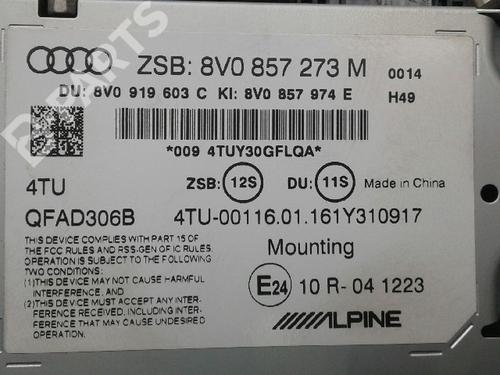 ZSB: 8V0 857 273 M 0014
DU: 8V0 919 603 C KI: 8V0 857 974 E H49
*009 4TUY30GFLQA*
4TU ZSB: 12S DU: 11S Made in China
QFAD306B 4TU-00116.01.161Y310917
THIS DEVICE COMPLIES WITH PART 15 OF
THE FCC RULES AND RSS-GEN OF IC RULES.
OPERATION IS SUBJECT TO THE FOLLOWING
TWO CONDITIONS:
(1)THIS DEVICE MAY NOT CAUSE HARMFUL
INTERFERENCE, AND
(2)THIS DEVICE MUST ACCEPT ANY INTER-
FERENCE RECEIVED, INCLUDING INTER-
FERENCE THAT MAY CAUSE UNDESIRED
OPERATION.
Mounting
E24 10 R- 04 1223
ALPINE
B-PARTS